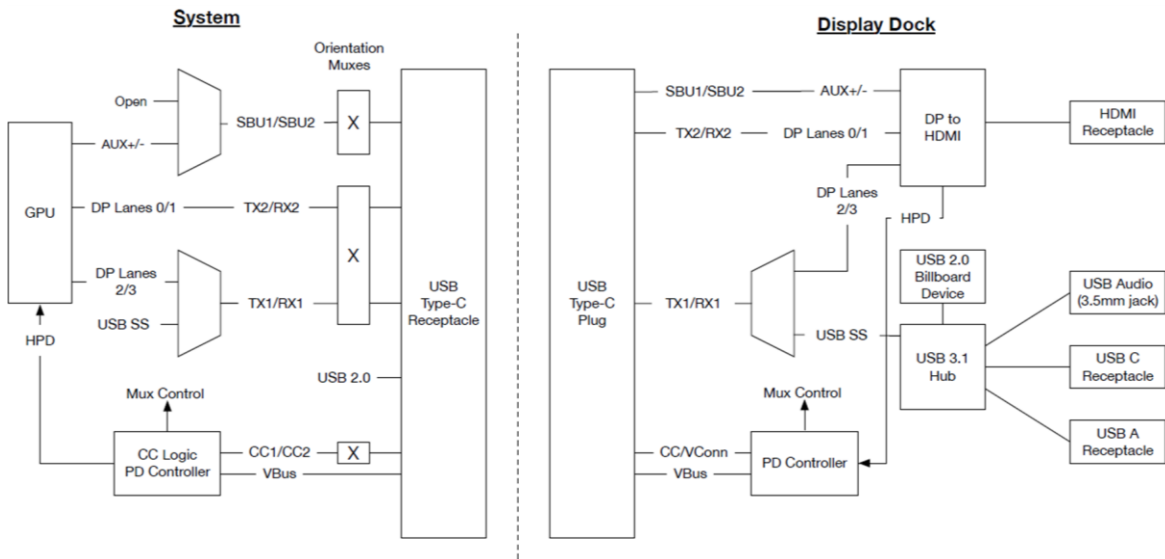 System
Orientation
Muxes
Open
AUX+/-
SBU1/SBU2
X
GPU
DP Lanes 0/1
TX2/RX2
X
DP Lanes
2/3
USB SS
TX1/RX1
USB
Type-C
Receptacle
HPD
USB 2.0
Mux Control
CC Logic
PD Controller
CC1/CC2
X
VBus
Display Dock
SBU1/SBU2
AUX+/-
TX2/RX2
DP Lanes 0/1
DP to
HDMI
HDMI
Receptacle
DP Lanes
2/3
HPD
USB
Type-C
Plug
TX1/RX1
USB SS
USB 2.0
Billboard
Device
USB 3.1
Hub
USB Audio
(3.5mm jack)
USB C
Receptacle
USB A
Receptacle
Mux Control
CC/VConn
VBus
PD Controller